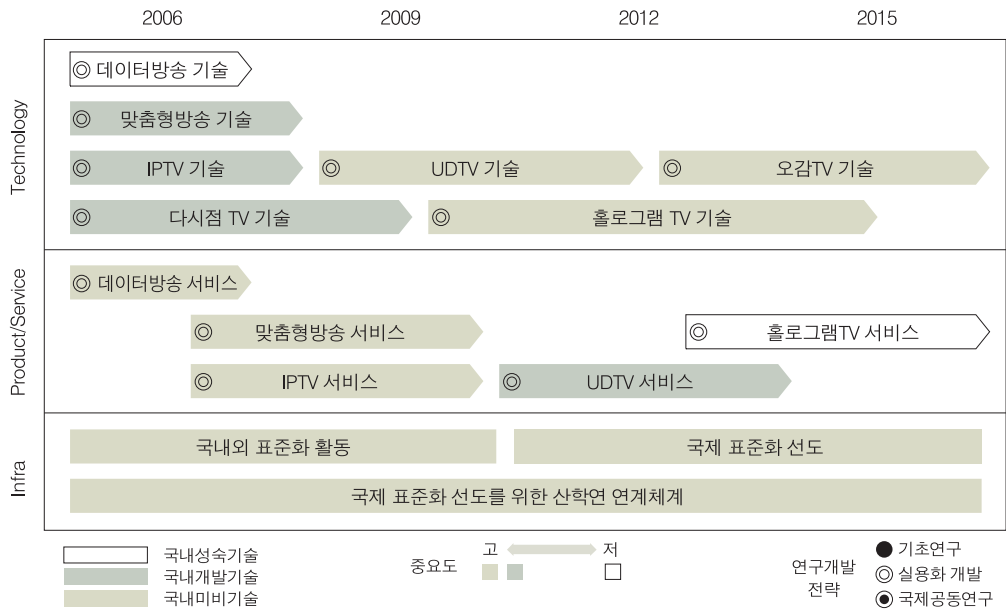 2006 2009 2012 2015
Technology
데이터방송 기술
맞춤형방송 기술
IPTV 기술 UDTV 기술 오감TV 기술
다시점 TV 기술 홀로그램 TV 기술
Product/Service
데이터방송 서비스
맞춤형방송 서비스 홀로그램TV 서비스
IPTV 서비스 UDTV 서비스
Infra
국내외 표준화 활동 국제 표준화 선도
국제 표준화 선도를 위한 산학연 연계체계
국내성숙기술
국내개발기술
국내미비기술
중요도 고 저
연구개발
전략
기초연구
실용화 개발
국제공동연구